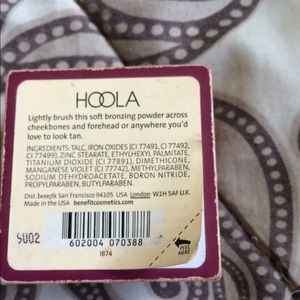 HOOLA
Lightly brush this soft bronzing powder across
cheekbones and forehead or anywhere you'd
love to look tan.
INGREDIENTS: TALC, IRON OXIDES (CI 77491, CI 77492,
CI 77499), ZINC STEARATE, ETHYLHEXYL PALMITATE,
TITANIUM DIOXIDE (CI 77891), DIMETHICONE,
MANGANESE VIOLET (CI 77742), METHYLPARABEN,
SODIUM DEHYDROACETATE, BORON NITRIDE,
PROPYLPARABEN, BUTYLPARABEN.
Dist. benefit San Francisco 94105 USA London W1H 5AF U.K.
Made in the USA benefitcosmetics.com
602004 070388
IB74
PEEL
HERE